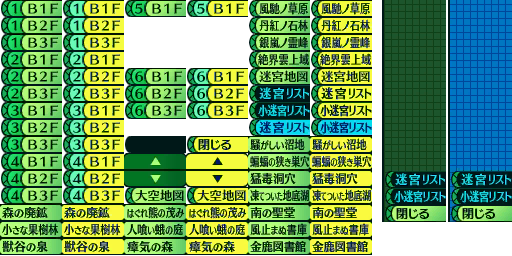 1 B1F 1 B1F 5 B1F 5 B1F 風馳ノ草原 風馳ノ草原
1 B2F 1 B2F 丹紅ノ石林 丹紅ノ石林
1 B3F 1 B3F 銀嵐ノ霊峰 銀嵐ノ霊峰
2 B1F 2 B1F 絶界雲上域 絶界雲上域
2 B2F 2 B2F 6 B1F 6 B1F 迷宮地図 迷宮地図
2 B3F 2 B3F 6 B2F 6 B2F 迷宮リスト 迷宮リスト
3 B1F 3 B1F 6 B3F 6 B3F 小迷宮リスト 小迷宮リスト
3 B2F 3 B2F 迷宮リスト 小迷宮リスト
3 B3F 3 B3F 閉じる 騒がしい沼地 騒がしい沼地
4 B1F 4 B1F ▲ ▲ 蝙蝠の狭き巣穴 蝙蝠の狭き巣穴
4 B2F 4 B2F ▼ ▼ 猛毒洞穴 猛毒洞穴
4 B3F 4 B3F 大空地図 大空地図 凍てついた地底湖 凍てついた地底湖
森の廃鉱 森の廃鉱 はぐれ熊の茂み はぐれ熊の茂み 南の聖堂 南の聖堂
小さな果樹林 小さな果樹林 人喰い蛾の庭 人喰い蛾の庭 風止まぬ書庫 風止まぬ書庫
獣谷の泉 獣谷の泉 瘴気の森 瘴気の森 金鹿図書館 金鹿図書館
迷宮リスト 迷宮リスト
小迷宮リスト 小迷宮リスト
閉じる 閉じる